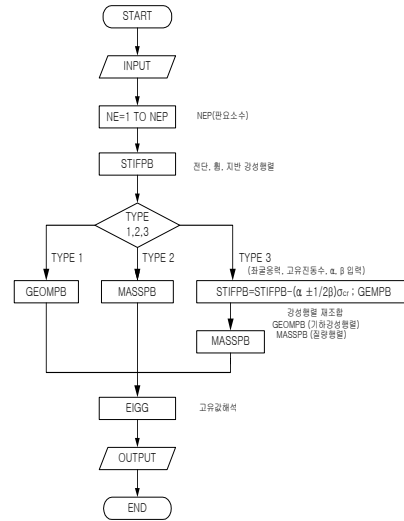 START
INPUT
NE=1 TO NEP
NEP(판요소수)
STIFPB
전단, 휨, 지반 강성행렬
TYPE
1,2,3
TYPE 1
TYPE 2
TYPE 3
(좌굴응력, 고유진동수, α, β 입력)
GEOMPB
MASSPB
STIFPB=STIFPB-(α ±1/2β)σcr ; GEMPB
강성행렬 재조합
GEOMPB (기하강성행렬)
MASSPB (질량행렬)
MASSPB
EIGG
고유값해석
OUTPUT
END